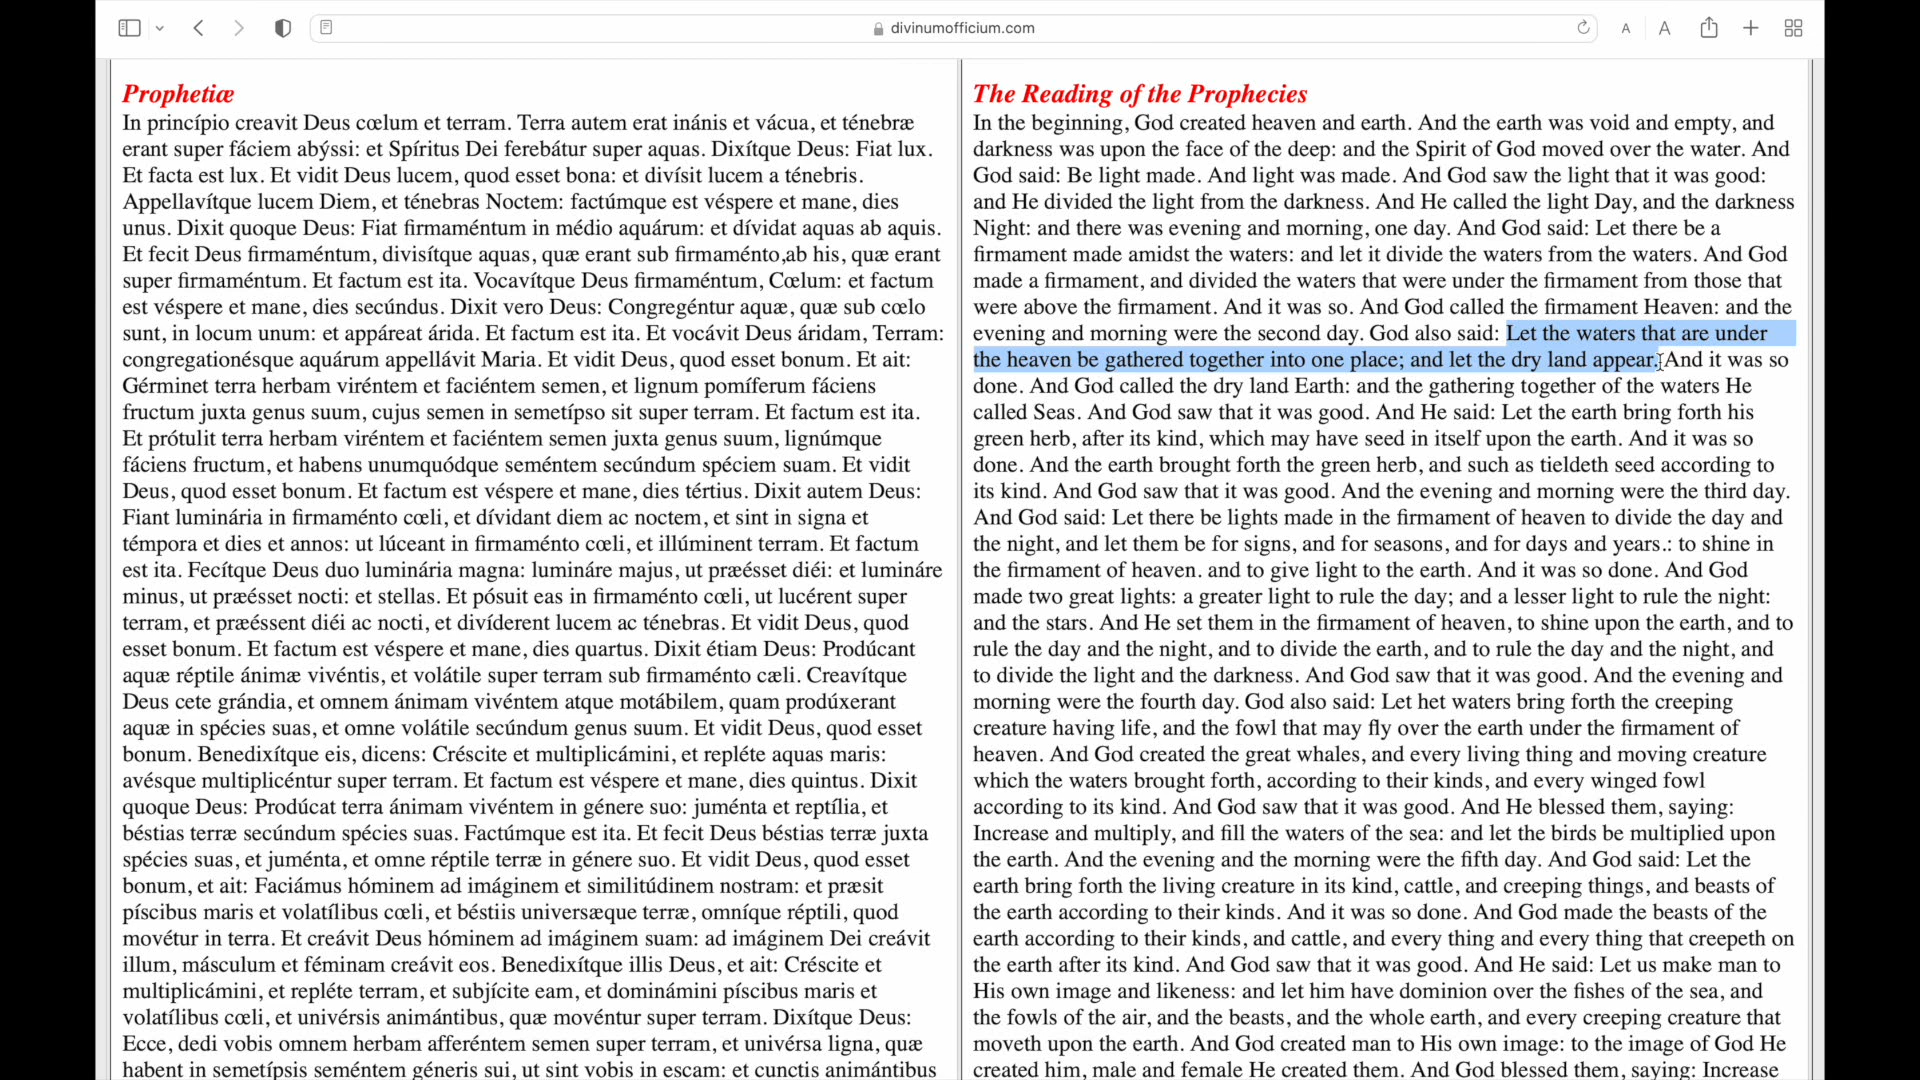 divinumofficium.com
A A
Prophetiæ
In princípio creavit Deus cœlum et terram. Terra autem erat inánis et vácua, et ténebræ
erant super fáciem abýssi: et Spíritus Dei ferebátur super aquas. Dixítque Deus: Fiat lux.
Et facta est lux. Et vidit Deus lucem, quod esset bona: et divísit lucem a ténebris.
Appellavítque lucem Diem, et ténebras Noctem: factúmque est véspere et mane, dies
unus. Dixit quoque Deus: Fiat firmaméntum in médio aquárum: et dívidat aquas ab aquis.
Et fecit Deus firmaméntum, divisítque aquas, quæ erant sub firmaménto,ab his, quæ erant
super firmaméntum. Et factum est ita. Vocavítque Deus firmaméntum, Cœlum: et factum
est véspere et mane, dies secúndus. Dixit vero Deus: Congregéntur aquæ, quæ sub cœlo
sunt, in locum unum: et appáreat árida. Et factum est ita. Et vocávit Deus áridam, Terram:
congregationésque aquárum appellávit Maria. Et vidit Deus, quod esset bonum. Et ait:
Gérminet terra herbam viréntem et faciéntem semen, et lignum pomíferum fáciens
fructum juxta genus suum, cujus semen in semetípso sit super terram. Et factum est ita.
Et prótulit terra herbam viréntem et faciéntem semen juxta genus suum, lignúmque
fáciens fructum, et habens unumquódque seméntem secúndum spéciem suam. Et vidit
Deus, quod esset bonum. Et factum est véspere et mane, dies tértius. Dixit autem Deus:
Fiant luminária in firmaménto cœli, et dívidant diem ac noctem, et sint in signa et
témpora et dies et annos: ut lúceant in firmaménto cœli, et illúminent terram. Et factum
est ita. Fecítque Deus duo luminária magna: lumináre majus, ut præésset diéi: et lumináre
minus, ut præésset nocti: et stellas. Et pósuit eas in firmaménto cœli, ut lucérent super
terram, et præéssent diéi ac nocti, et divíderent lucem ac ténebras. Et vidit Deus, quod
esset bonum. Et factum est véspere et mane, dies quartus. Dixit étiam Deus: Prodúcant
aquæ réptile ánimæ vivéntis, et volátile super terram sub firmaménto cæli. Creavítque
Deus cete grándia, et omnem ánimam vivéntem atque motábilem, quam prodúxerant
aquæ in spécies suas, et omne volátile secúndum genus suum. Et vidit Deus, quod esset
bonum. Benedixítque eis, dicens: Créscite et multiplicámini, et repléte aquas maris:
avésque multiplicéntur super terram. Et factum est véspere et mane, dies quintus. Dixit
quoque Deus: Prodúcat terra ánimam vivéntem in génere suo: juménta et reptília, et
béstias terræ secúndum spécies suas. Factúmque est ita. Et fecit Deus béstias terræ juxta
spécies suas, et juménta, et omne réptile terræ in génere suo. Et vidit Deus, quod esset
bonum, et ait: Faciámus hóminem ad imáginem et similitúdinem nostram: et præsit
píscibus maris et volatílibus cœli, et béstiis universæque terræ, omníque réptili, quod
movétur in terra. Et creávit Deus hóminem ad imáginem suam: ad imáginem Dei creávit
illum, másculum et féminam creávit eos. Benedixítque illis Deus, et ait: Créscite et
multiplicámini, et repléte terram, et subjícite eam, et dominámini píscibus maris et
volatílibus cœli, et univérsis animántibus, quæ movéntur super terram. Dixítque Deus:
Ecce, dedi vobis omnem herbam afferéntem semen super terram, et univérsa ligna, quæ
habent in semetípsis seméntem géneris sui, ut sint vobis in escam: et cunctis animántibus
The Reading of the Prophecies
In the beginning, God created heaven and earth. And the earth was void and empty, and
darkness was upon the face of the deep: and the Spirit of God moved over the water. And
God said: Be light made. And light was made. And God saw the light that it was good:
and He divided the light from the darkness. And He called the light Day, and the darkness
Night: and there was evening and morning, one day. And God said: Let there be a
firmament made amidst the waters: and let it divide the waters from the waters. And God
made a firmament, and divided the waters that were under the firmament from those that
were above the firmament. And it was so. And God called the firmament Heaven: and the
evening and morning were the second day. God also said: Let the waters that are under
the heaven be gathered together into one place; and let the dry land appear. And it was so
done. And God called the dry land Earth: and the gathering together of the waters He
called Seas. And God saw that it was good. And He said: Let the earth bring forth his
green herb, after its kind, which may have seed in itself upon the earth. And it was so
done. And the earth brought forth the green herb, and such as tieldeth seed according to
its kind. And God saw that it was good. And the evening and morning were the third day.
And God said: Let there be lights made in the firmament of heaven to divide the day and
the night, and let them be for signs, and for seasons, and for days and years.: to shine in
the firmament of heaven. and to give light to the earth. And it was so done. And God
made two great lights: a greater light to rule the day; and a lesser light to rule the night:
and the stars. And He set them in the firmament of heaven, to shine upon the earth, and to
rule the day and the night, and to divide the earth, and to rule the day and the night, and
to divide the light and the darkness. And God saw that it was good. And the evening and
morning were the fourth day. God also said: Let het waters bring forth the creeping
creature having life, and the fowl that may fly over the earth under the firmament of
heaven. And God created the great whales, and every living thing and moving creature
which the waters brought forth, according to their kinds, and every winged fowl
according to its kind. And God saw that it was good. And He blessed them, saying:
Increase and multiply, and fill the waters of the sea: and let the birds be multiplied upon
the earth. And the evening and the morning were the fifth day. And God said: Let the
earth bring forth the living creature in its kind, cattle, and creeping things, and beasts of
the earth according to their kinds. And it was so done. And God made the beasts of the
earth according to their kinds, and cattle, and every thing and every thing that creepeth on
the earth after its kind. And God saw that it was good. And He said: Let us make man to
His own image and likeness: and let him have dominion over the fishes of the sea, and
the fowls of the air, and the beasts, and the whole earth, and every creeping creature that
moveth upon the earth. And God created man to His own image: to the image of God He
created him, male and female He created them. And God blessed them, saying: Increase